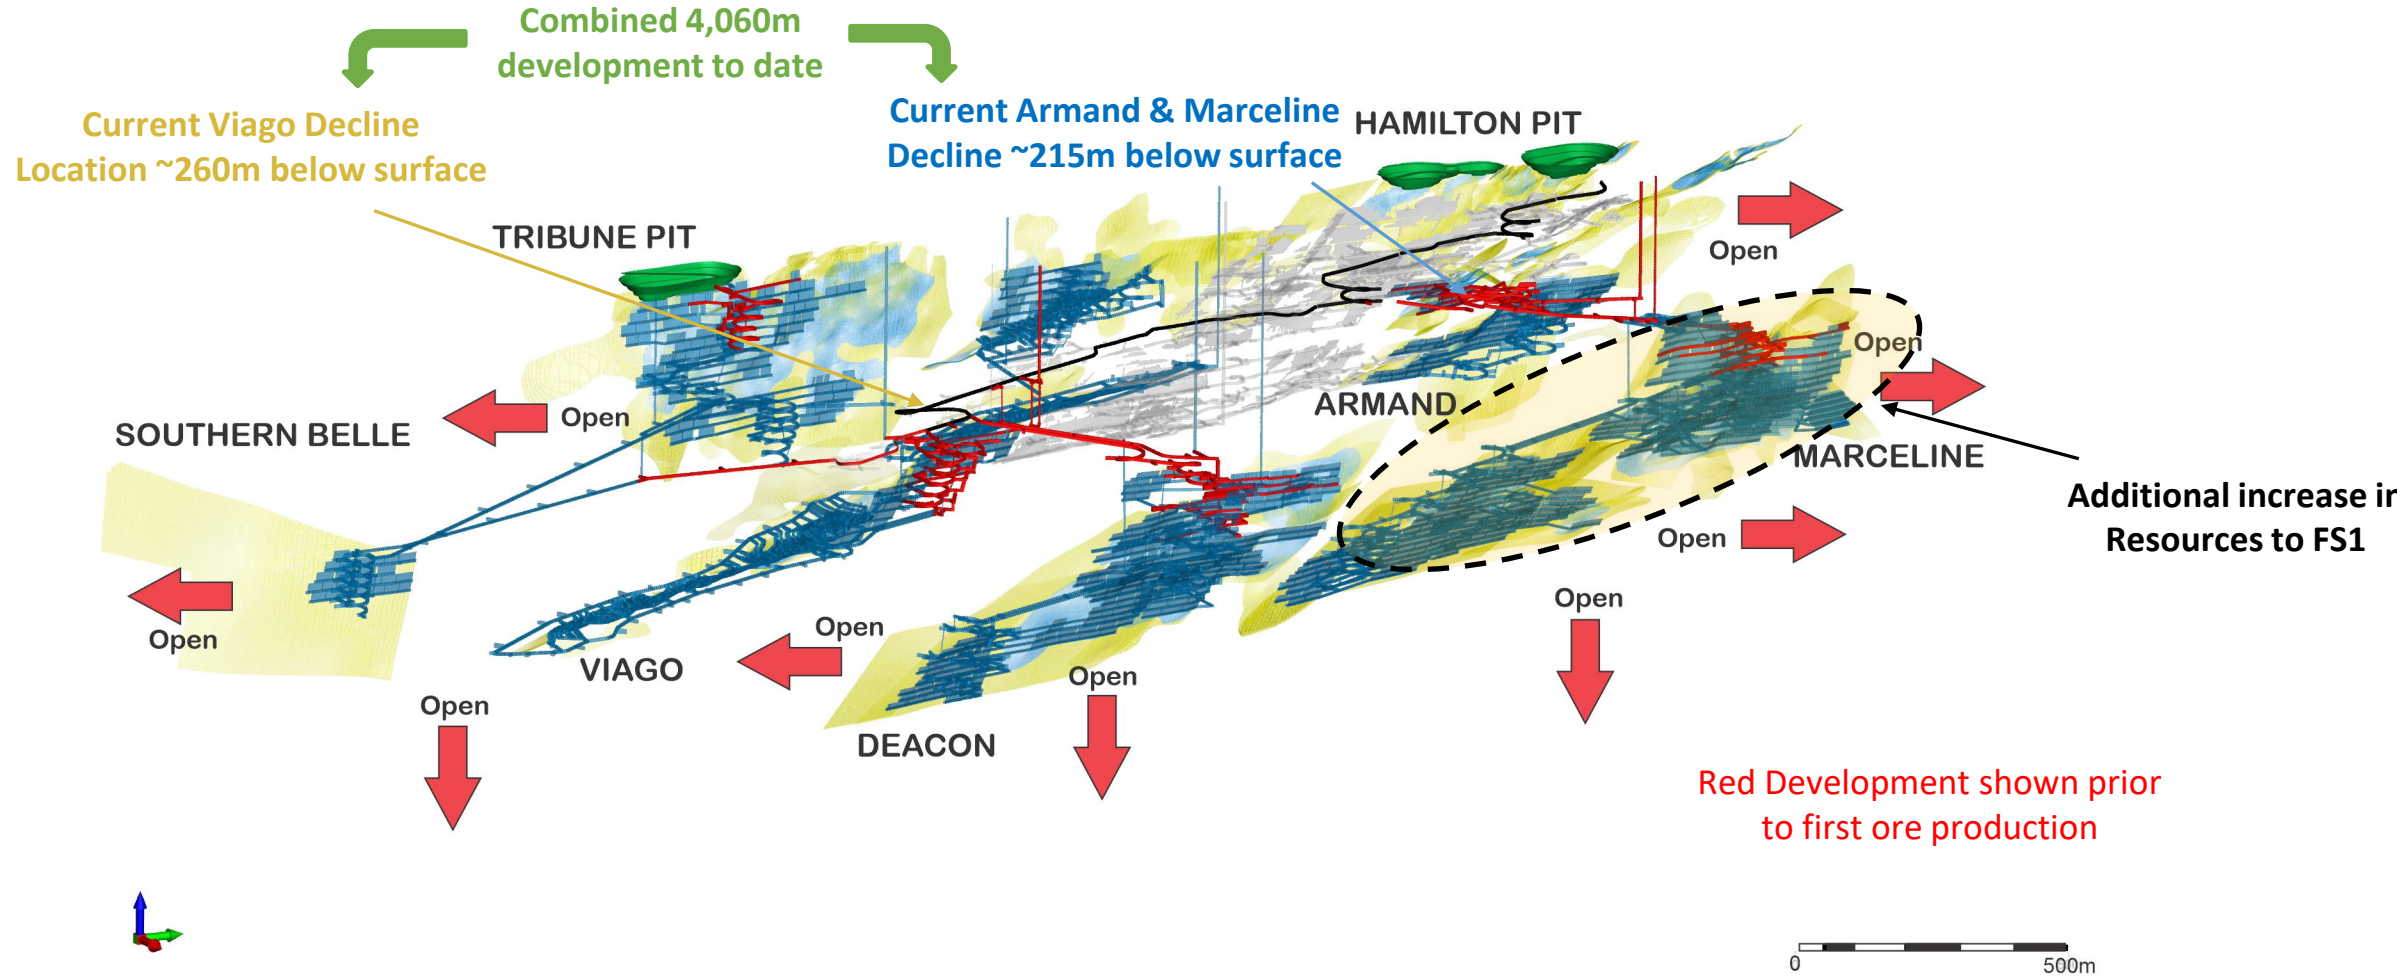 Combined 4,060m
development to date
Current Viago Decline
Location ~260m below surface
Current Armand & Marceline
Decline ~215m below surface
HAMILTON PIT
TRIBUNE PIT
Open
Open
ARMAND
Open
SOUTHERN BELLE
MARCELINE
Additional increase in
Resources to FS1
Open
Open
Open
Open
VIAGO
Open
Open
DEACON
Red Development shown prior
to first ore production
0
500m